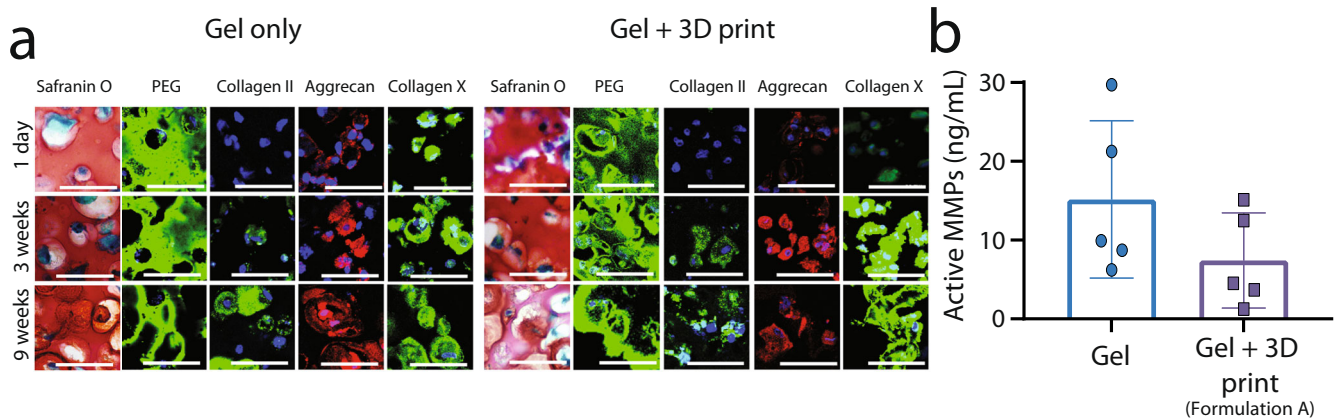 a
Gel only
Gel + 3D print
Safranin O PEG Collagen II Aggrecan Collagen X
Safranin O PEG Collagen II Aggrecan Collagen X
1 day
3 weeks
9 weeks
b
Active MMPs (ng/mL)
30
20
10
0
Gel
Gel + 3D
print
(Formulation A)